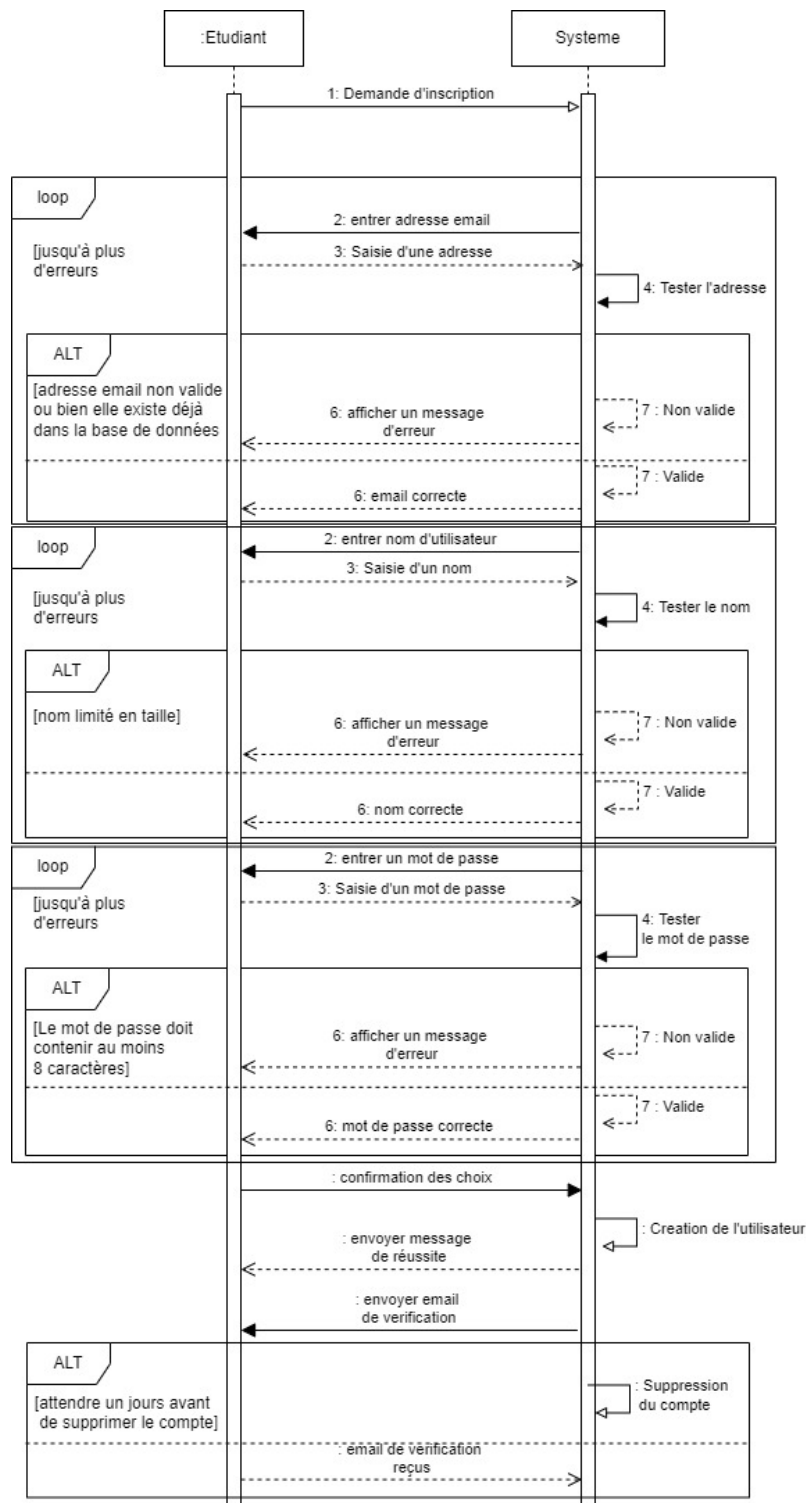 :Etudiant
Systeme
1: Demande d'inscription
loop
2: entrer adresse email
[jusqu'à plus
d'erreurs
3: Saisie d'une adresse
4: Tester l'adresse
ALT
[adresse email non valide
ou bien elle existe déjà
dans la base de données
6: afficher un message
d'erreur
7 : Non valide
7 : Valide
6: email correcte
loop
2: entrer nom d'utilisateur
3: Saisie d'un nom
[jusqu'à plus
d'erreurs
4: Tester le nom
ALT
[nom limité en taille]
6: afficher un message
d'erreur
7 : Non valide
7 : Valide
6: nom correcte
loop
2: entrer un mot de passe
3: Saisie d'un mot de passe
[jusqu'à plus
d'erreurs
4: Tester
le mot de passe
ALT
[Le mot de passe doit
contenir au moins
8 caractères]
6: afficher un message
d'erreur
7 : Non valide
7 : Valide
6: mot de passe correcte
: confirmation des choix
: Creation de l'utilisateur
: envoyer message
de réussite
: envoyer email
de verification
ALT
[attendre un jours avant
de supprimer le compte]
: Suppression
du compte
: email de verification
reçus